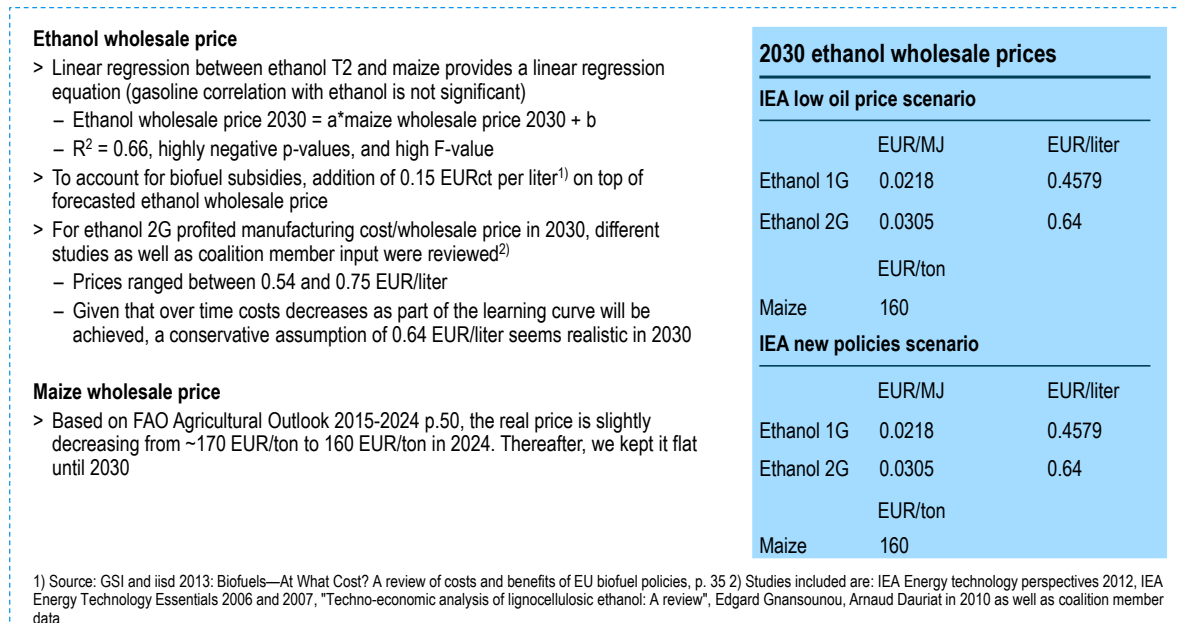 Ethanol wholesale price
> Linear regression between ethanol T2 and maize provides a linear regression
equation (gasoline correlation with ethanol is not significant)
– Ethanol wholesale price 2030 = a*maize wholesale price 2030 + b
– R2 = 0.66, highly negative p-values, and high F-value
> To account for biofuel subsidies, addition of 0.15 EURct per liter1) on top of
forecasted ethanol wholesale price
> For ethanol 2G profited manufacturing cost/wholesale price in 2030, different
studies as well as coalition member input were reviewed2)
– Prices ranged between 0.54 and 0.75 EUR/liter
– Given that over time costs decreases as part of the learning curve will be
achieved, a conservative assumption of 0.64 EUR/liter seems realistic in 2030
Maize wholesale price
> Based on FAO Agricultural Outlook 2015-2024 p.50, the real price is slightly
decreasing from ~170 EUR/ton to 160 EUR/ton in 2024. Thereafter, we kept it flat
until 2030
2030 ethanol wholesale prices
IEA low oil price scenario
EUR/MJ EUR/liter
Ethanol 1G 0.0218 0.4579
Ethanol 2G 0.0305 0.64
EUR/ton
Maize 160
IEA new policies scenario
EUR/MJ EUR/liter
Ethanol 1G 0.0218 0.4579
Ethanol 2G 0.0305 0.64
EUR/ton
Maize 160
1) Source: GSI and iisd 2013: Biofuels—At What Cost? A review of costs and benefits of EU biofuel policies, p. 35 2) Studies included are: IEA Energy technology perspectives 2012, IEA
Energy Technology Essentials 2006 and 2007, "Techno-economic analysis of lignocellulosic ethanol: A review", Edgard Gnansounou, Arnaud Dauriat in 2010 as well as coalition member
data